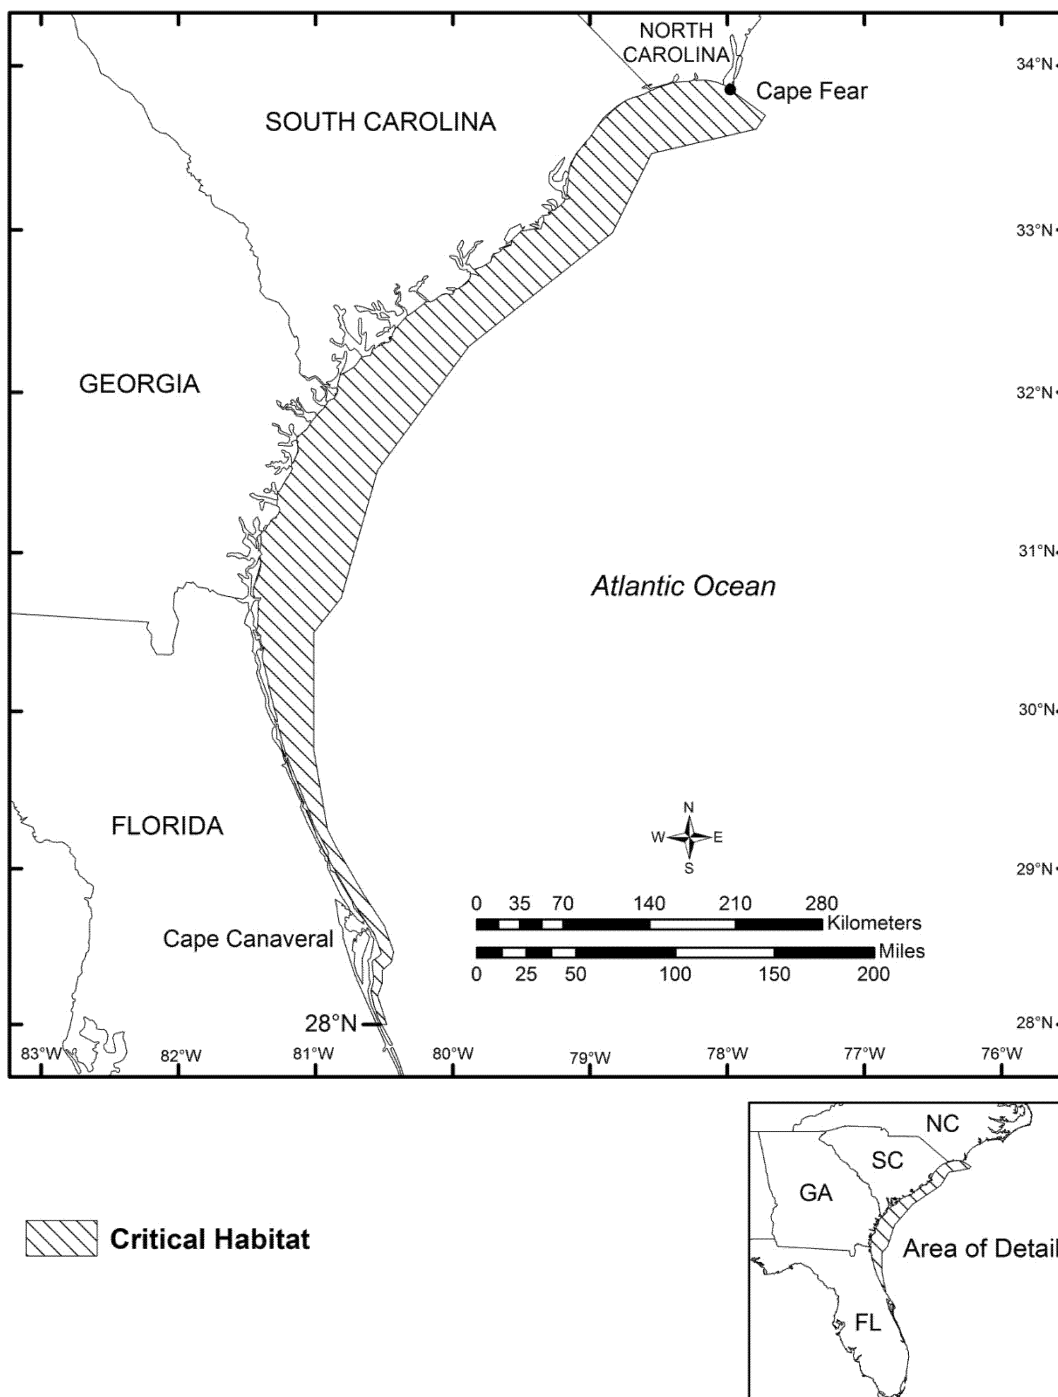 NORTH
CAROLINA
34°N
Cape Fear
SOUTH CAROLINA
33°N
GEORGIA
32°N
31°N
Atlantic Ocean
30°N
N
W E
S
FLORIDA
29°N
0 35 70 140 210 280
Kilometers
Cape Canaveral
Miles
0 25 50 100 150 200
28°N
28°N
83°W 82°W 81°W 80°W 79°W 78°W 77°W 76°W
NC
SC
GA
Critical Habitat
Area of Detail
FL